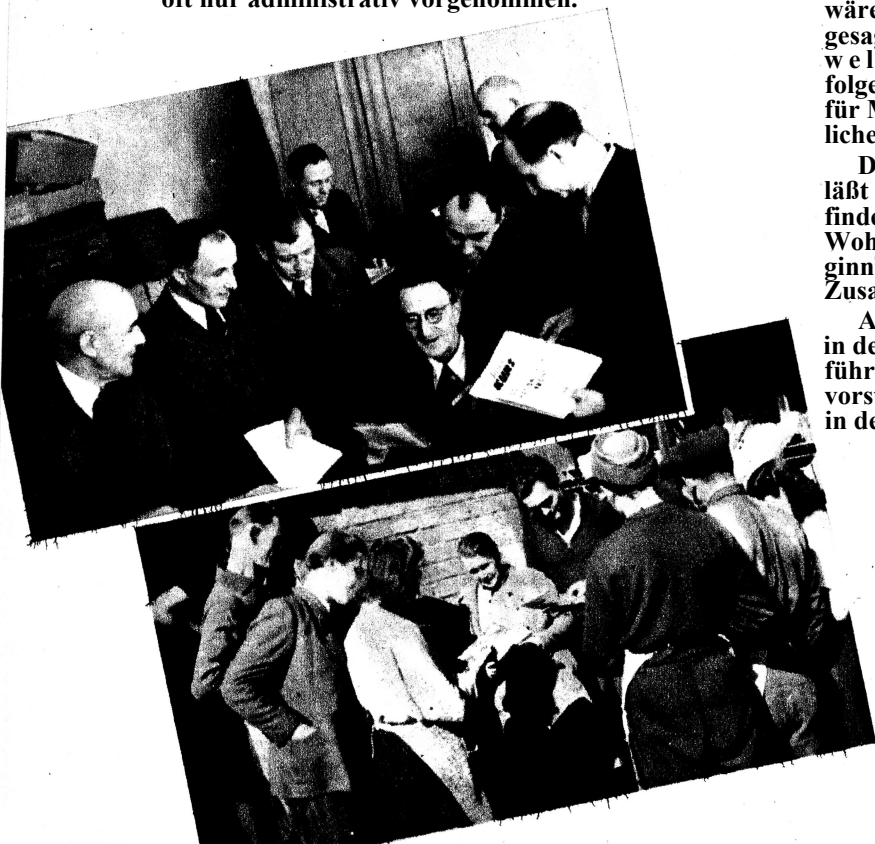 oft nur administrativ vorgenommen.
wäre
gesag
wel
folge
für M
liche
D
läßt
finde
Woh
ginn
Zusa
A
in de
führ
vorst
in de